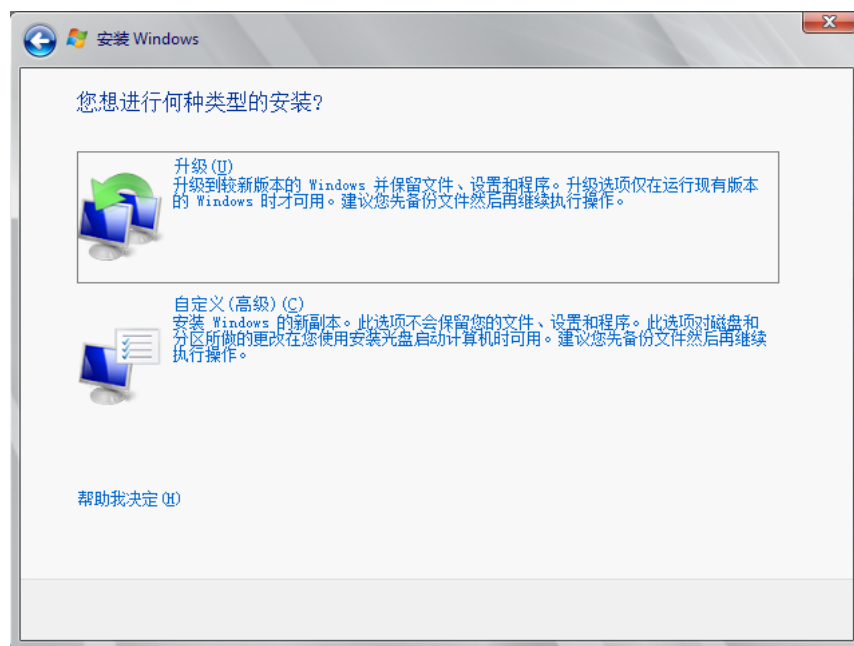 安装 Windows
您想进行何种类型的安装?
升级(U)
升级到较新版本的 Windows 并保留文件、设置和程序。升级选项仅在运行现有版本
的 Windows 时才可用。建议您先备份文件然后再继续执行操作。
自定义(高级)(C)
安装 Windows 的新副本。此选项不会保留您的文件、设置和程序。此选项对磁盘和
分区所做的更改在您使用安装光盘启动计算机时可用。建议您先备份文件然后再继续
执行操作。
帮助我决定(H)